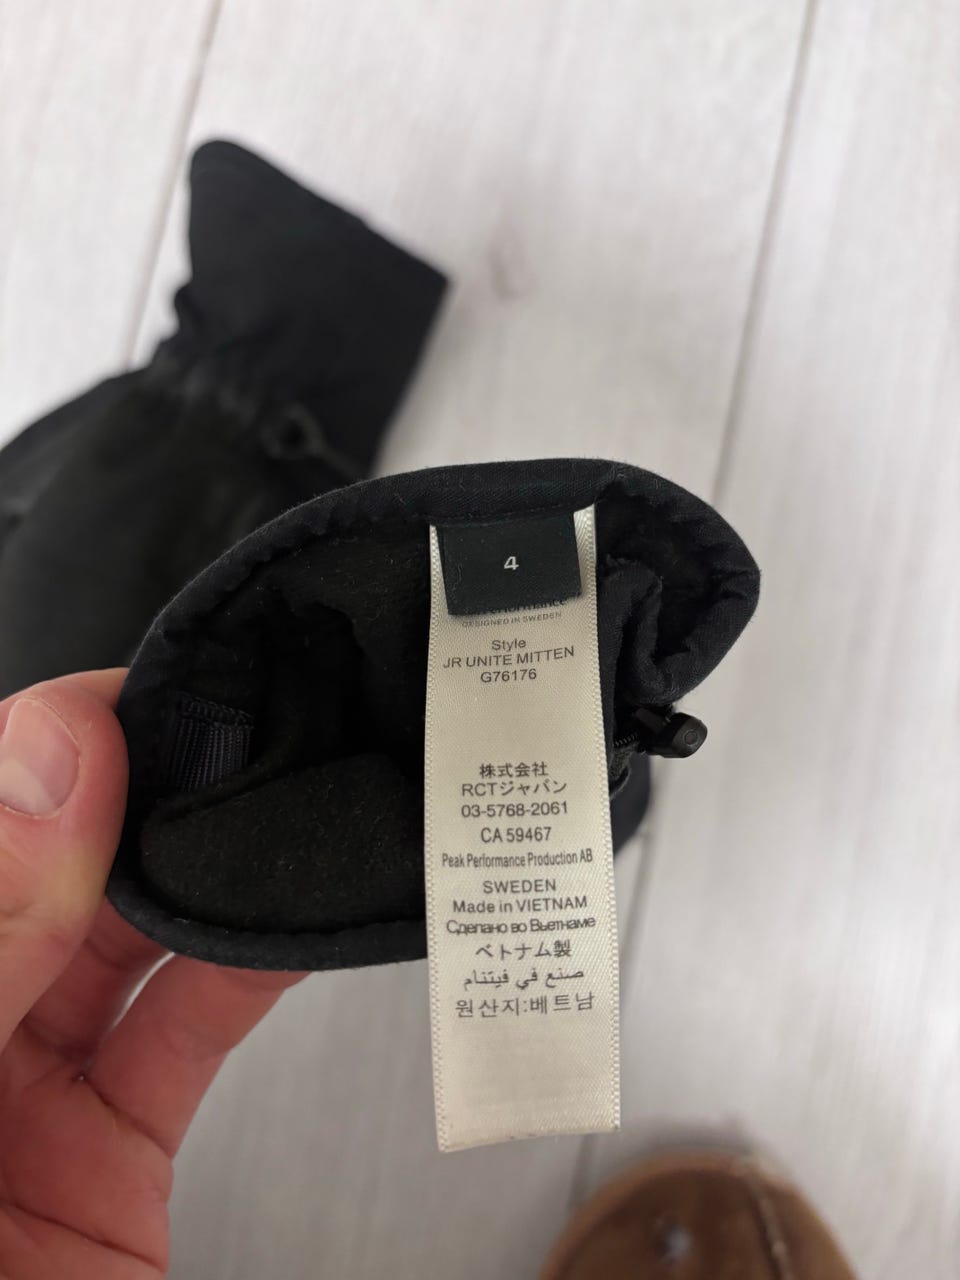 4
Performance
DESIGNED IN SWEDEN
Style
JR UNITE MITTEN
G76176
株式会社
RCTジャパン
03-5768-2061
CA 59467
Peak Performance Production AB
SWEDEN
Made in VIETNAM
Сделано во Вьетнаме
ベトナム製
صنع في فيتنام
원산지:베트남